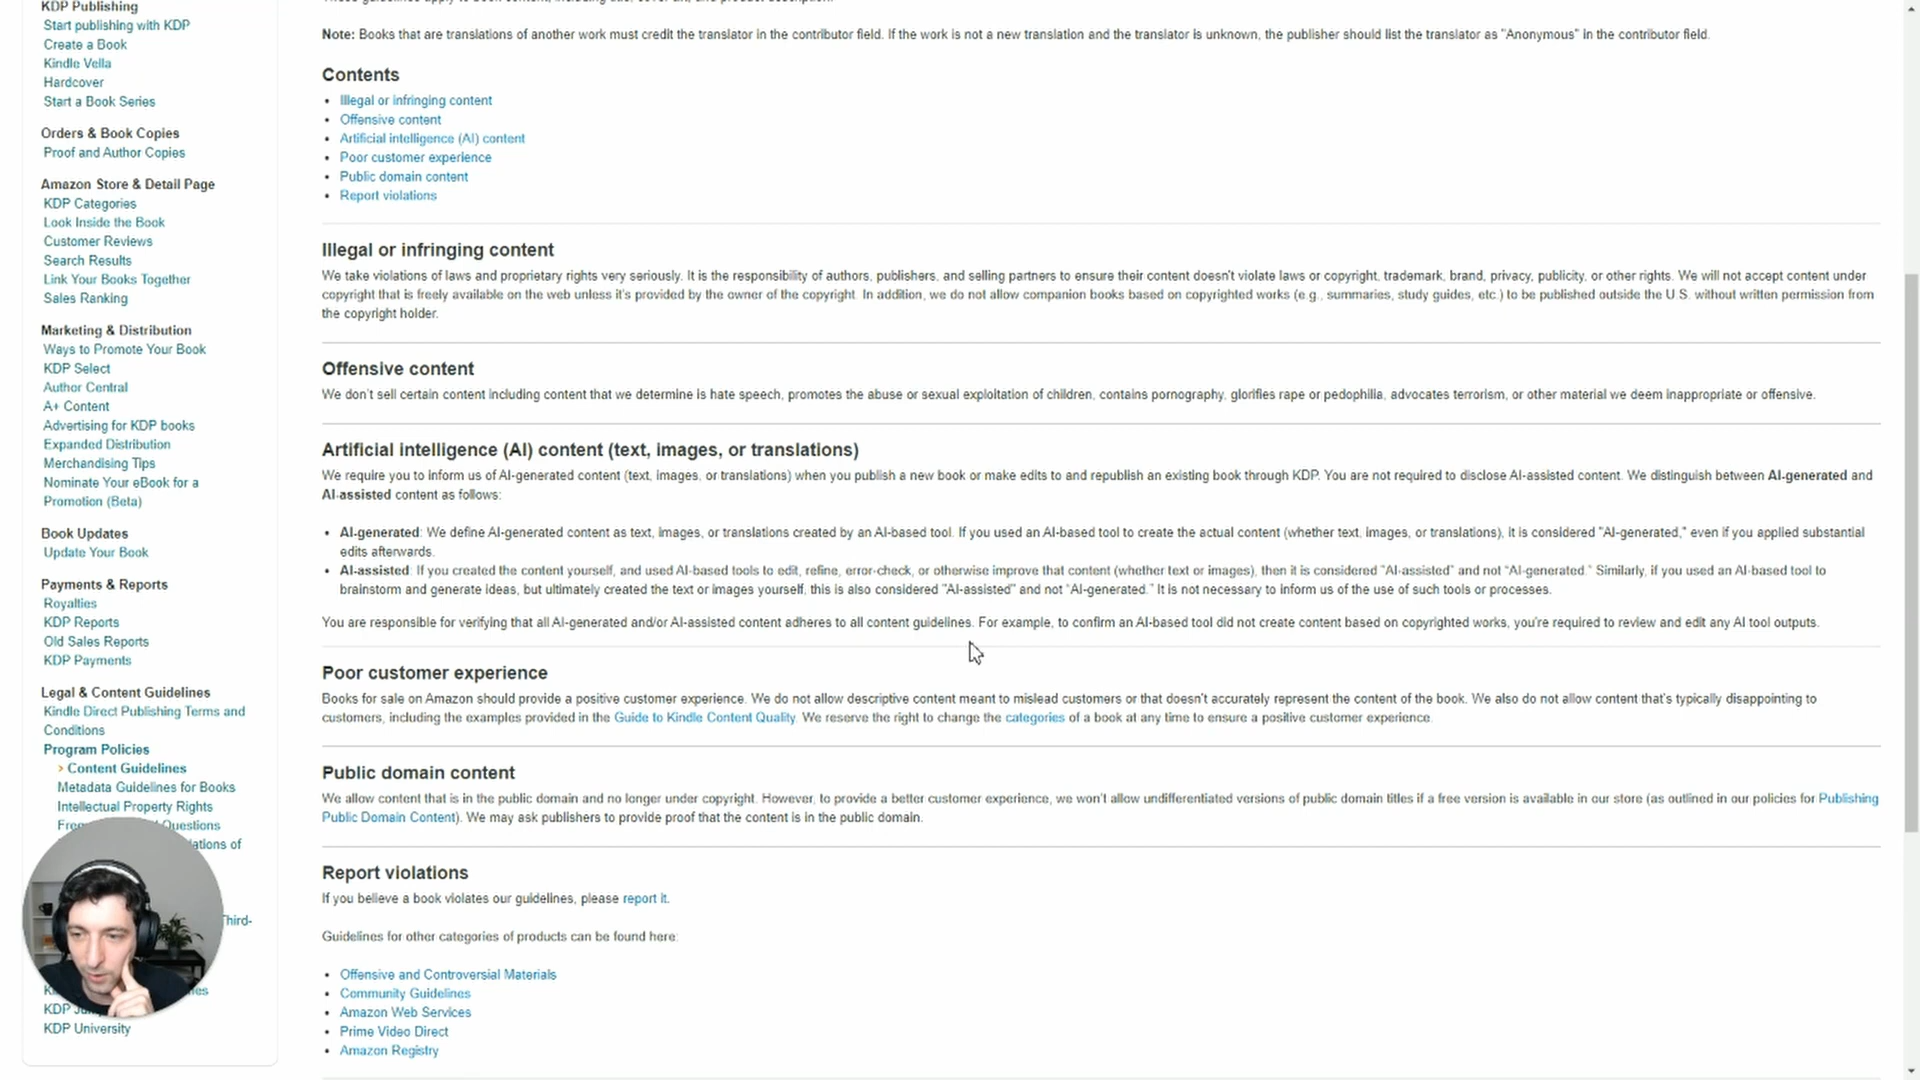 KDP Publishing
Start publishing with KDP
Create a Book
Kindle Vella
Hardcover
Start a Book Series
Orders & Book Copies
Proof and Author Copies
Amazon Store & Detail Page
KDP Categories
Look Inside the Book
Customer Reviews
Search Results
Link Your Books Together
Sales Ranking
Marketing & Distribution
Ways to Promote Your Book
KDP Select
Author Central
A+ Content
Advertising for KDP books
Expanded Distribution
Merchandising Tips
Nominate Your eBook for a
Promotion (Beta)
Book Updates
Update Your Book
Payments & Reports
Royalties
KDP Reports
Old Sales Reports
KDP Payments
Legal & Content Guidelines
Kindle Direct Publishing Terms and
Conditions
Program Policies
> Content Guidelines
Metadata Guidelines for Books
Intellectual Property Rights
Questions
of
Third-
KDP
KDP University
Note: Books that are translations of another work must credit the translator in the contributor field. If the work is not a new translation and the translator is unknown, the publisher should list the translator as "Anonymous" in the contributor field.
Contents
• Illegal or infringing content
• Offensive content
• Artificial intelligence (AI) content
• Poor customer experience
• Public domain content
• Report violations
Illegal or infringing content
We take violations of laws and proprietary rights very seriously. It is the responsibility of authors, publishers, and selling partners to ensure their content doesn't violate laws or copyright, trademark, brand, privacy, publicity, or other rights. We will not accept content under
copyright that is freely available on the web unless it's provided by the owner of the copyright. In addition, we do not allow companion books based on copyrighted works (e.g., summaries, study guides, etc.) to be published outside the U.S. without written permission from
the copyright holder.
Offensive content
We don't sell certain content including content that we determine is hate speech, promotes the abuse or sexual exploitation of children, contains pornography, glorifies rape or pedophilia, advocates terrorism, or other material we deem inappropriate or offensive.
Artificial intelligence (AI) content (text, images, or translations)
We require you to inform us of AI-generated content (text, images, or translations) when you publish a new book or make edits to and republish an existing book through KDP. You are not required to disclose AI-assisted content. We distinguish between AI-generated and
AI-assisted content as follows:
• AI-generated: We define AI-generated content as text, images, or translations created by an AI-based tool. If you used an AI-based tool to create the actual content (whether text, images, or translations), it is considered "AI-generated," even if you applied substantial
edits afterwards.
• AI-assisted: If you created the content yourself, and used AI-based tools to edit, refine, error-check, or otherwise improve that content (whether text or images), then it is considered "AI-assisted" and not "AI-generated." Similarly, if you used an AI-based tool to
brainstorm and generate ideas, but ultimately created the text or images yourself, this is also considered "AI-assisted" and not "AI-generated." It is not necessary to inform us of the use of such tools or processes.
You are responsible for verifying that all AI-generated and/or AI-assisted content adheres to all content guidelines. For example, to confirm an AI-based tool did not create content based on copyrighted works, you're required to review and edit any AI tool outputs.
Poor customer experience
Books for sale on Amazon should provide a positive customer experience. We do not allow descriptive content meant to mislead customers or that doesn't accurately represent the content of the book. We also do not allow content that's typically disappointing to
customers, including the examples provided in the Guide to Kindle Content Quality. We reserve the right to change the categories of a book at any time to ensure a positive customer experience.
Public domain content
We allow content that is in the public domain and no longer under copyright. However, to provide a better customer experience, we won't allow undifferentiated versions of public domain titles if a free version is available in our store (as outlined in our policies for Publishing
Public Domain Content). We may ask publishers to provide proof that the content is in the public domain.
Report violations
If you believe a book violates our guidelines, please report it.
Guidelines for other categories of products can be found here:
• Offensive and Controversial Materials
• Community Guidelines
• Amazon Web Services
• Prime Video Direct
• Amazon Registry